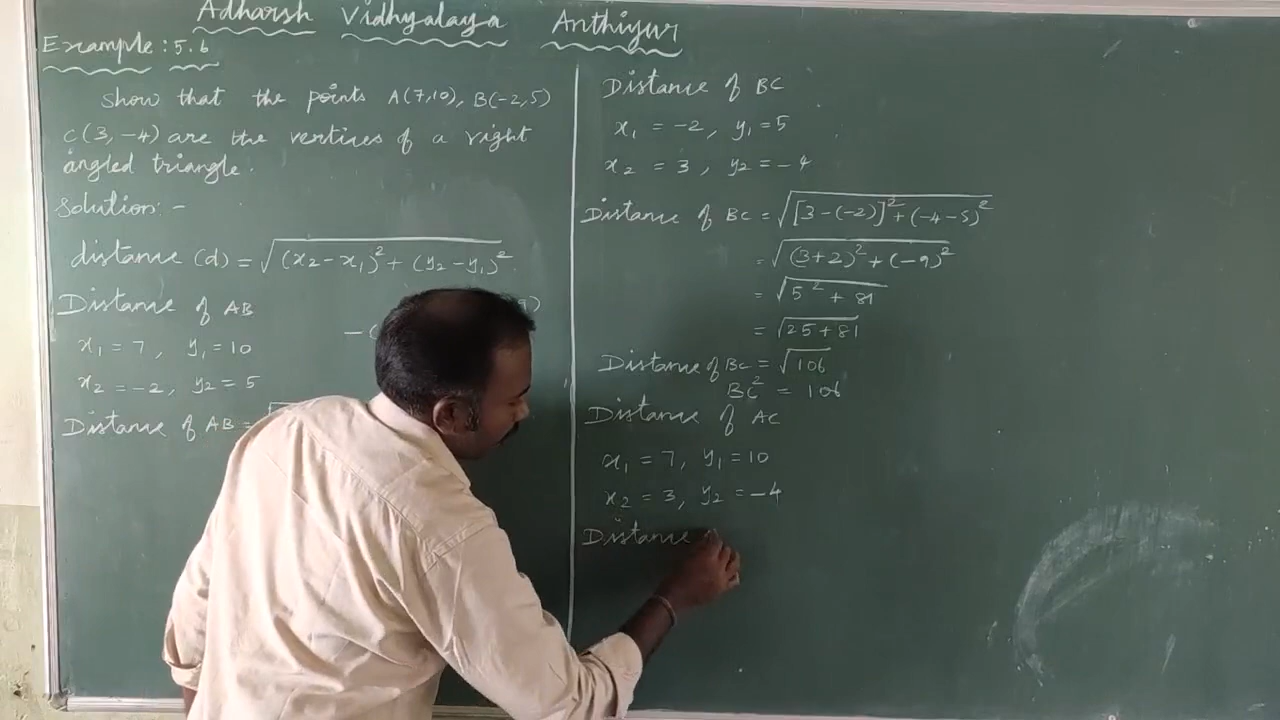 Adharsh Vidhyalaya Anthiyur
Example : 5.6
Show that the points A(7,10), B(-2,5)
C(3,-4) are the vertices of a right
angled triangle.
Solution: -
distance (d) = √(x₂-x₁)² + (y₂-y₁)²
Distance of AB
x₁ = 7, y₁ = 10
x₂ = -2, y₂ = 5
Distance of AB =
Distance of BC
x₁ = -2, y₁ = 5
x₂ = 3, y₂ = -4
Distance of BC = √[3-(-2)]² + (-4-5)²
= √(3+2)² + (-9)²
= √5² + 81
= √25+81
Distance of BC = √106
BC² = 106
Distance of AC
x₁ = 7, y₁ = 10
x₂ = 3, y₂ = -4
Distance